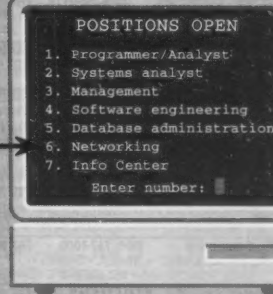 POSITIONS OPEN
1. Programmer/Analyst
2. Systems analyst
3. Management
4. Software engineering
5. Database administration
6. Networking
7. Info Center
Enter number: